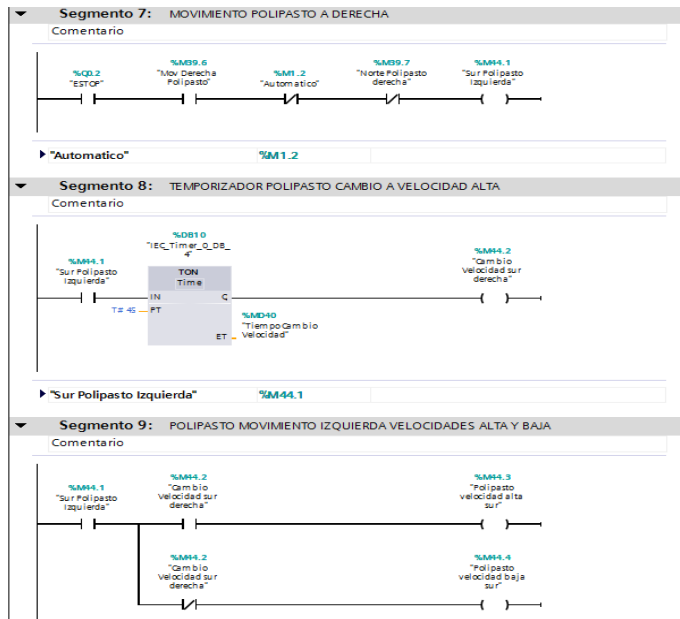 Segmento 7: MOVIMIENTO POLIPASTO A DERECHA
Comentario
%Q0.2
"ESTOP"
%M39.6
"Mov Derecha
Polipasto"
%M1.2
"Automatico"
%M39.7
"Norte Polipasto
derecha"
%M44.1
"Sur Polipasto
Izquierda"
"Automatico" %M1.2
Segmento 8: TEMPORIZADOR POLIPASTO CAMBIO A VELOCIDAD ALTA
Comentario
%DB10
"IEC_Timer_0_DB_
4"
%M44.1
"Sur Polipasto
Izquierda"
TON
Time
IN Q
T# 4S PT
ET
%MD40
"Tiempo Cambio
Velocidad"
%M44.2
"Cambio
Velocidad sur
derecha"
"Sur Polipasto Izquierda" %M44.1
Segmento 9: POLIPASTO MOVIMIENTO IZQUIERDA VELOCIDADES ALTA Y BAJA
Comentario
%M44.1
"Sur Polipasto
Izquierda"
%M44.2
"Cambio
Velocidad sur
derecha"
%M44.3
"Polipasto
velocidad alta
sur"
%M44.2
"Cambio
Velocidad sur
derecha"
%M44.4
"Polipasto
velocidad baja
sur"